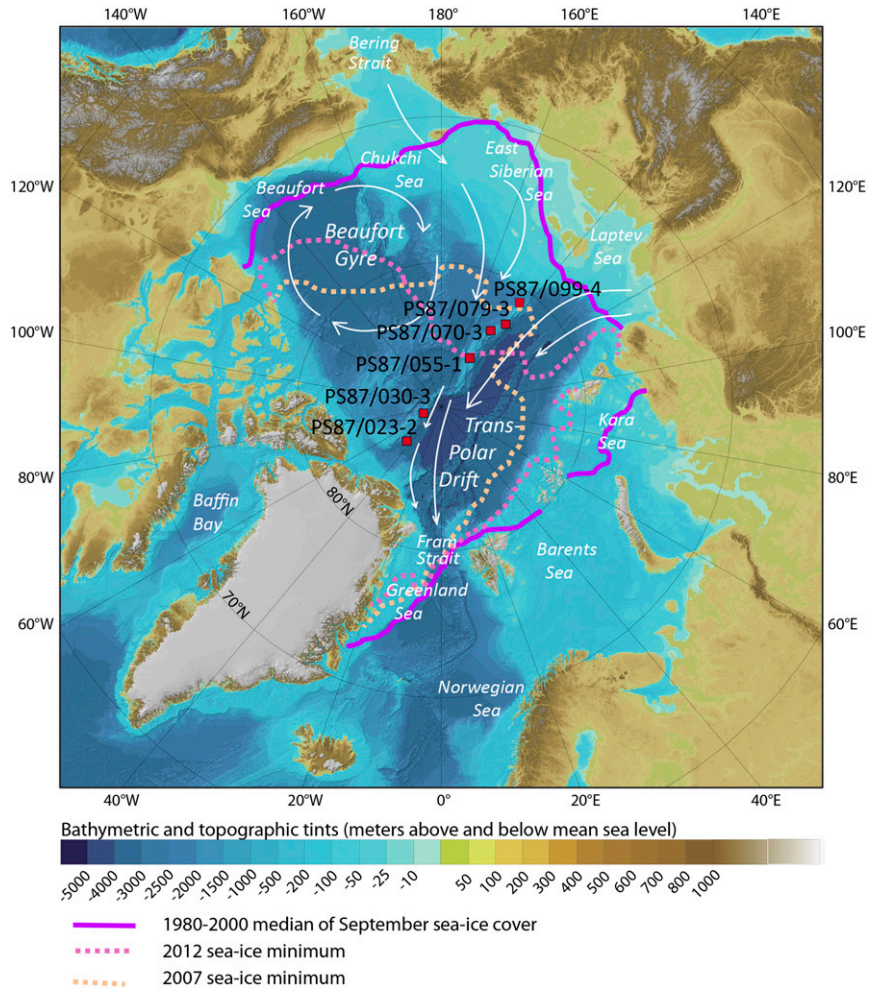 160°W
140°W
180°
160°E
140°E
Bering
Strait
Chukchi
Sea
East
Siberian
Sea
120°W
120°E
Beaufort
Sea
Laptev
Sea
Beaufort
Gyre
PS87/099-4
PS87/079-3
PS87/070-3
100°W
100°E
PS87/055-1
PS87/030-3
PS87/023-2
Trans-
Polar
Drift
Kara
Sea
80°W
80°E
Baffin
Bay
80°N
Fram
Strait
Barents
Sea
Greenland
Sea
70°N
60°W
60°E
Norwegian
Sea
40°W
20°W
0°
20°E
40°E
Bathymetric and topographic tints (meters above and below mean sea level)
-5000 -4000 -3000 -2500 -2000 -1500 -1000 -500 -200 -100 -50 -25 -10 50 100 200 300 400 500 600 700 800 1000
1980-2000 median of September sea-ice cover
2012 sea-ice minimum
2007 sea-ice minimum